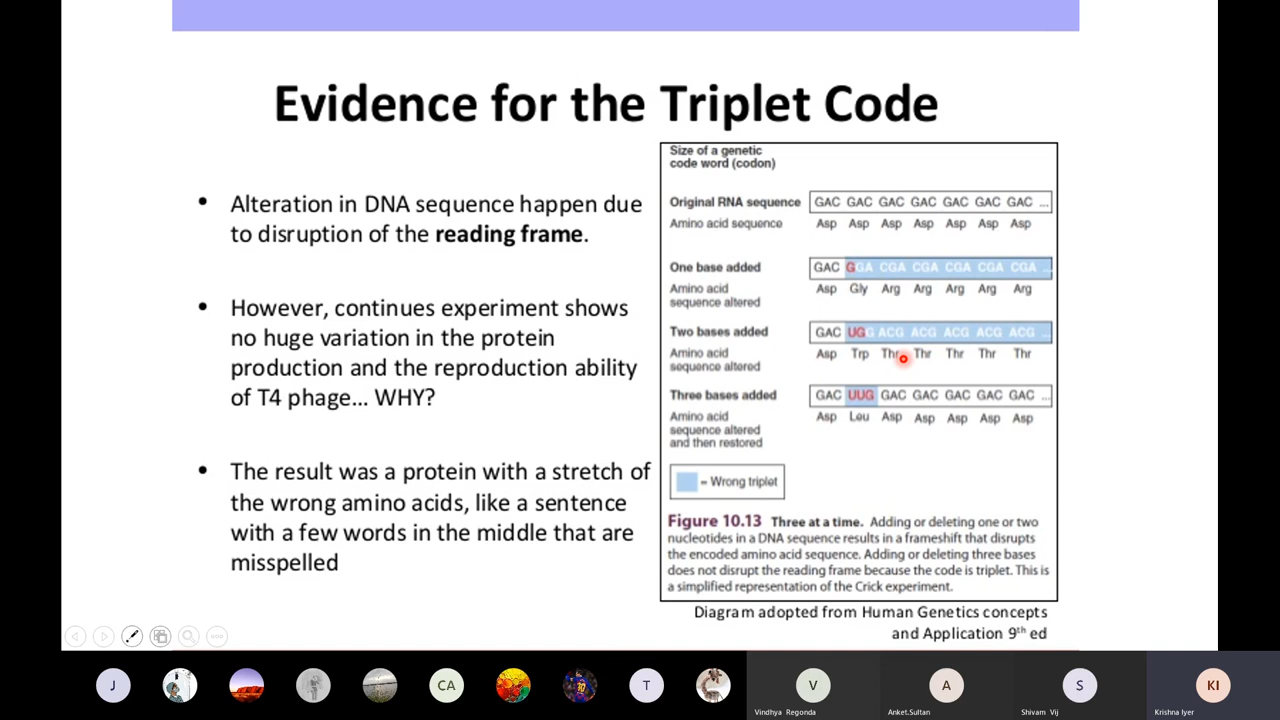 Evidence for the Triplet Code
• Alteration in DNA sequence happen due
to disruption of the reading frame.
• However, continues experiment shows
no huge variation in the protein
production and the reproduction ability
of T4 phage... WHY?
• The result was a protein with a stretch of
the wrong amino acids, like a sentence
with a few words in the middle that are
misspelled
Size of a genetic
code word (codon)
Original RNA sequence GAC GAC GAC GAC GAC GAC GAC ...
Amino acid sequence Asp Asp Asp Asp Asp Asp Asp
One base added GAC GGA CGA CGA CGA CGA CGA ...
Amino acid Asp Gly Arg Arg Arg Arg Arg
sequence altered
Two bases added GAC UGG ACG ACG ACG ACG ACG ...
Amino acid Asp Trp Thr Thr Thr Thr Thr
sequence altered
Three bases added GAC UUG GAC GAC GAC GAC GAC ...
Amino acid Asp Leu Asp Asp Asp Asp Asp
sequence altered
and then restored
= Wrong triplet
Figure 10.13 Three at a time. Adding or deleting one or two
nucleotides in a DNA sequence results in a frameshift that disrupts
the encoded amino acid sequence. Adding or deleting three bases
does not disrupt the reading frame because the code is triplet. This is
a simplified representation of the Crick experiment.
Diagram adopted from Human Genetics concepts
and Application 9th ed
J CA T V A S KI
Vindhya Regonda Anket.Sultan Shivam Vij Krishna Iyer